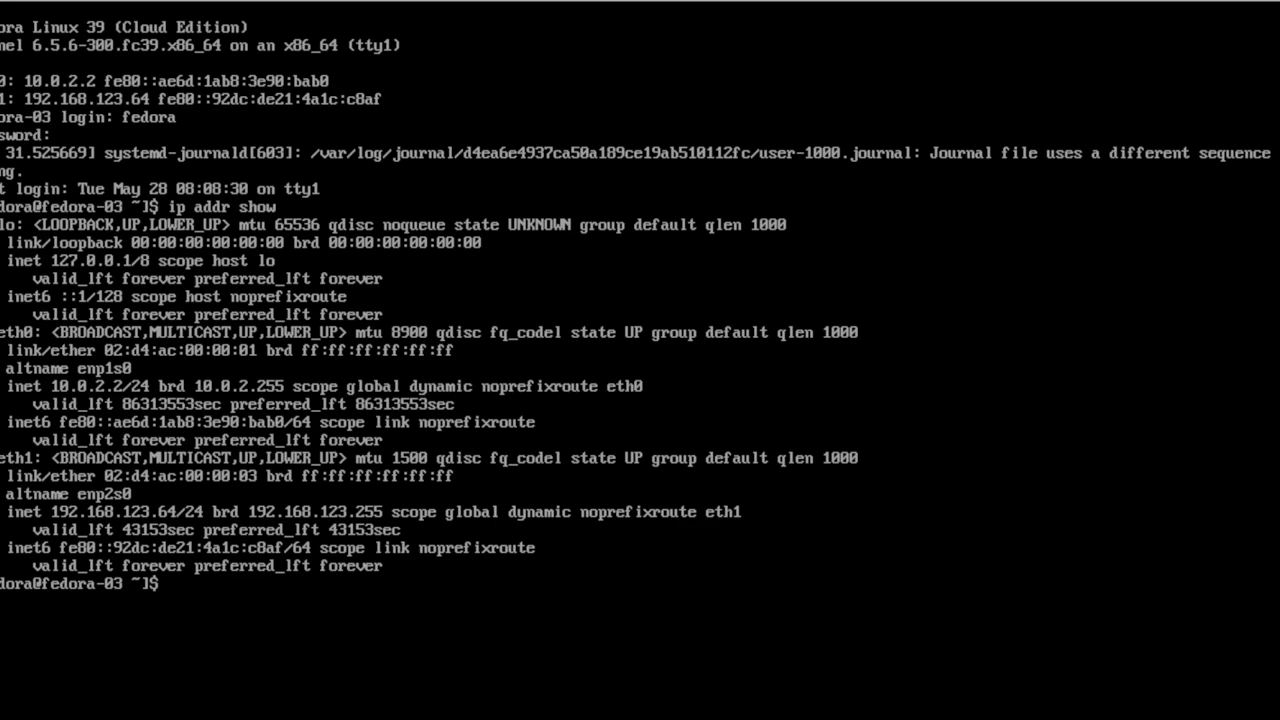 ora Linux 39 (Cloud Edition)
nel 6.5.6-300.fc39.x86_64 on an x86_64 (tty1)
0: 10.0.2.2 fe80::ae6d:1ab8:3e90:bab0
1: 192.168.123.64 fe80::92dc:de21:4a1c:c8af
ora-03 login: fedora
sword:
31.525669] systemd-journald[603]: /var/log/journal/d4ea6e4937ca50a189ce19ab510112fc/user-1000.journal: Journal file uses a different sequence
ng.
t login: Tue May 28 08:08:30 on tty1
dora@fedora-03 ~]$ ip addr show
lo: <LOOPBACK,UP,LOWER_UP> mtu 65536 qdisc noqueue state UNKNOWN group default qlen 1000
link/loopback 00:00:00:00:00:00 brd 00:00:00:00:00:00
inet 127.0.0.1/8 scope host lo
valid_lft forever preferred_lft forever
inet6 ::1/128 scope host noprefixroute
valid_lft forever preferred_lft forever
eth0: <BROADCAST,MULTICAST,UP,LOWER_UP> mtu 8900 qdisc fq_codel state UP group default qlen 1000
link/ether 02:d4:ac:00:00:01 brd ff:ff:ff:ff:ff:ff
altname enp1s0
inet 10.0.2.2/24 brd 10.0.2.255 scope global dynamic noprefixroute eth0
valid_lft 86313553sec preferred_lft 86313553sec
inet6 fe80::ae6d:1ab8:3e90:bab0/64 scope link noprefixroute
valid_lft forever preferred_lft forever
eth1: <BROADCAST,MULTICAST,UP,LOWER_UP> mtu 1500 qdisc fq_codel state UP group default qlen 1000
link/ether 02:d4:ac:00:00:03 brd ff:ff:ff:ff:ff:ff
altname enp2s0
inet 192.168.123.64/24 brd 192.168.123.255 scope global dynamic noprefixroute eth1
valid_lft 43153sec preferred_lft 43153sec
inet6 fe80::92dc:de21:4a1c:c8af/64 scope link noprefixroute
valid_lft forever preferred_lft forever
dora@fedora-03 ~]$